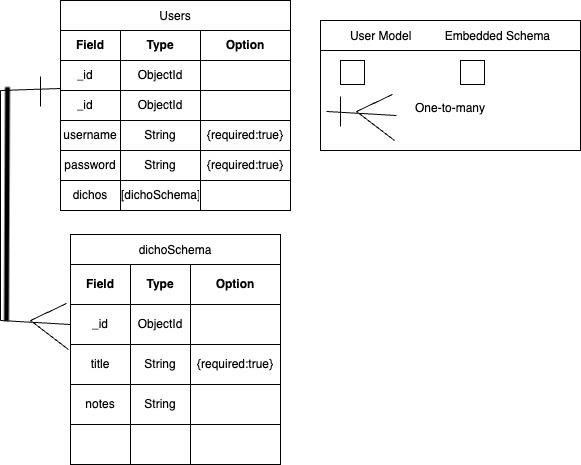 Users
Field Type Option
_id ObjectId
_id ObjectId
username String {required:true}
password String {required:true}
dichos [dichoSchema]
User Model Embedded Schema
One-to-many
dichoSchema
Field Type Option
_id ObjectId
title String {required:true}
notes String